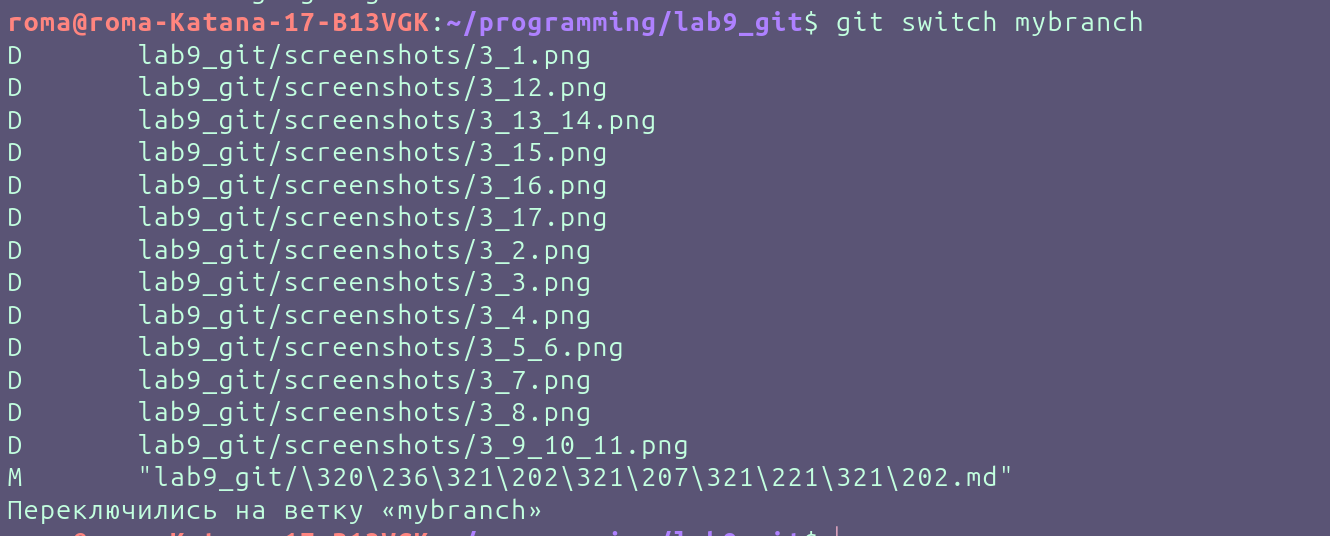 roma@roma-Katana-17-B13VGK:~/programming/lab9_git$ git switch mybranch
D       lab9_git/screenshots/3_1.png
D       lab9_git/screenshots/3_12.png
D       lab9_git/screenshots/3_13_14.png
D       lab9_git/screenshots/3_15.png
D       lab9_git/screenshots/3_16.png
D       lab9_git/screenshots/3_17.png
D       lab9_git/screenshots/3_2.png
D       lab9_git/screenshots/3_3.png
D       lab9_git/screenshots/3_4.png
D       lab9_git/screenshots/3_5_6.png
D       lab9_git/screenshots/3_7.png
D       lab9_git/screenshots/3_8.png
D       lab9_git/screenshots/3_9_10_11.png
M       "lab9_git/\320\236\321\202\321\207\321\221\321\202.md"
Переключились на ветку «mybranch»